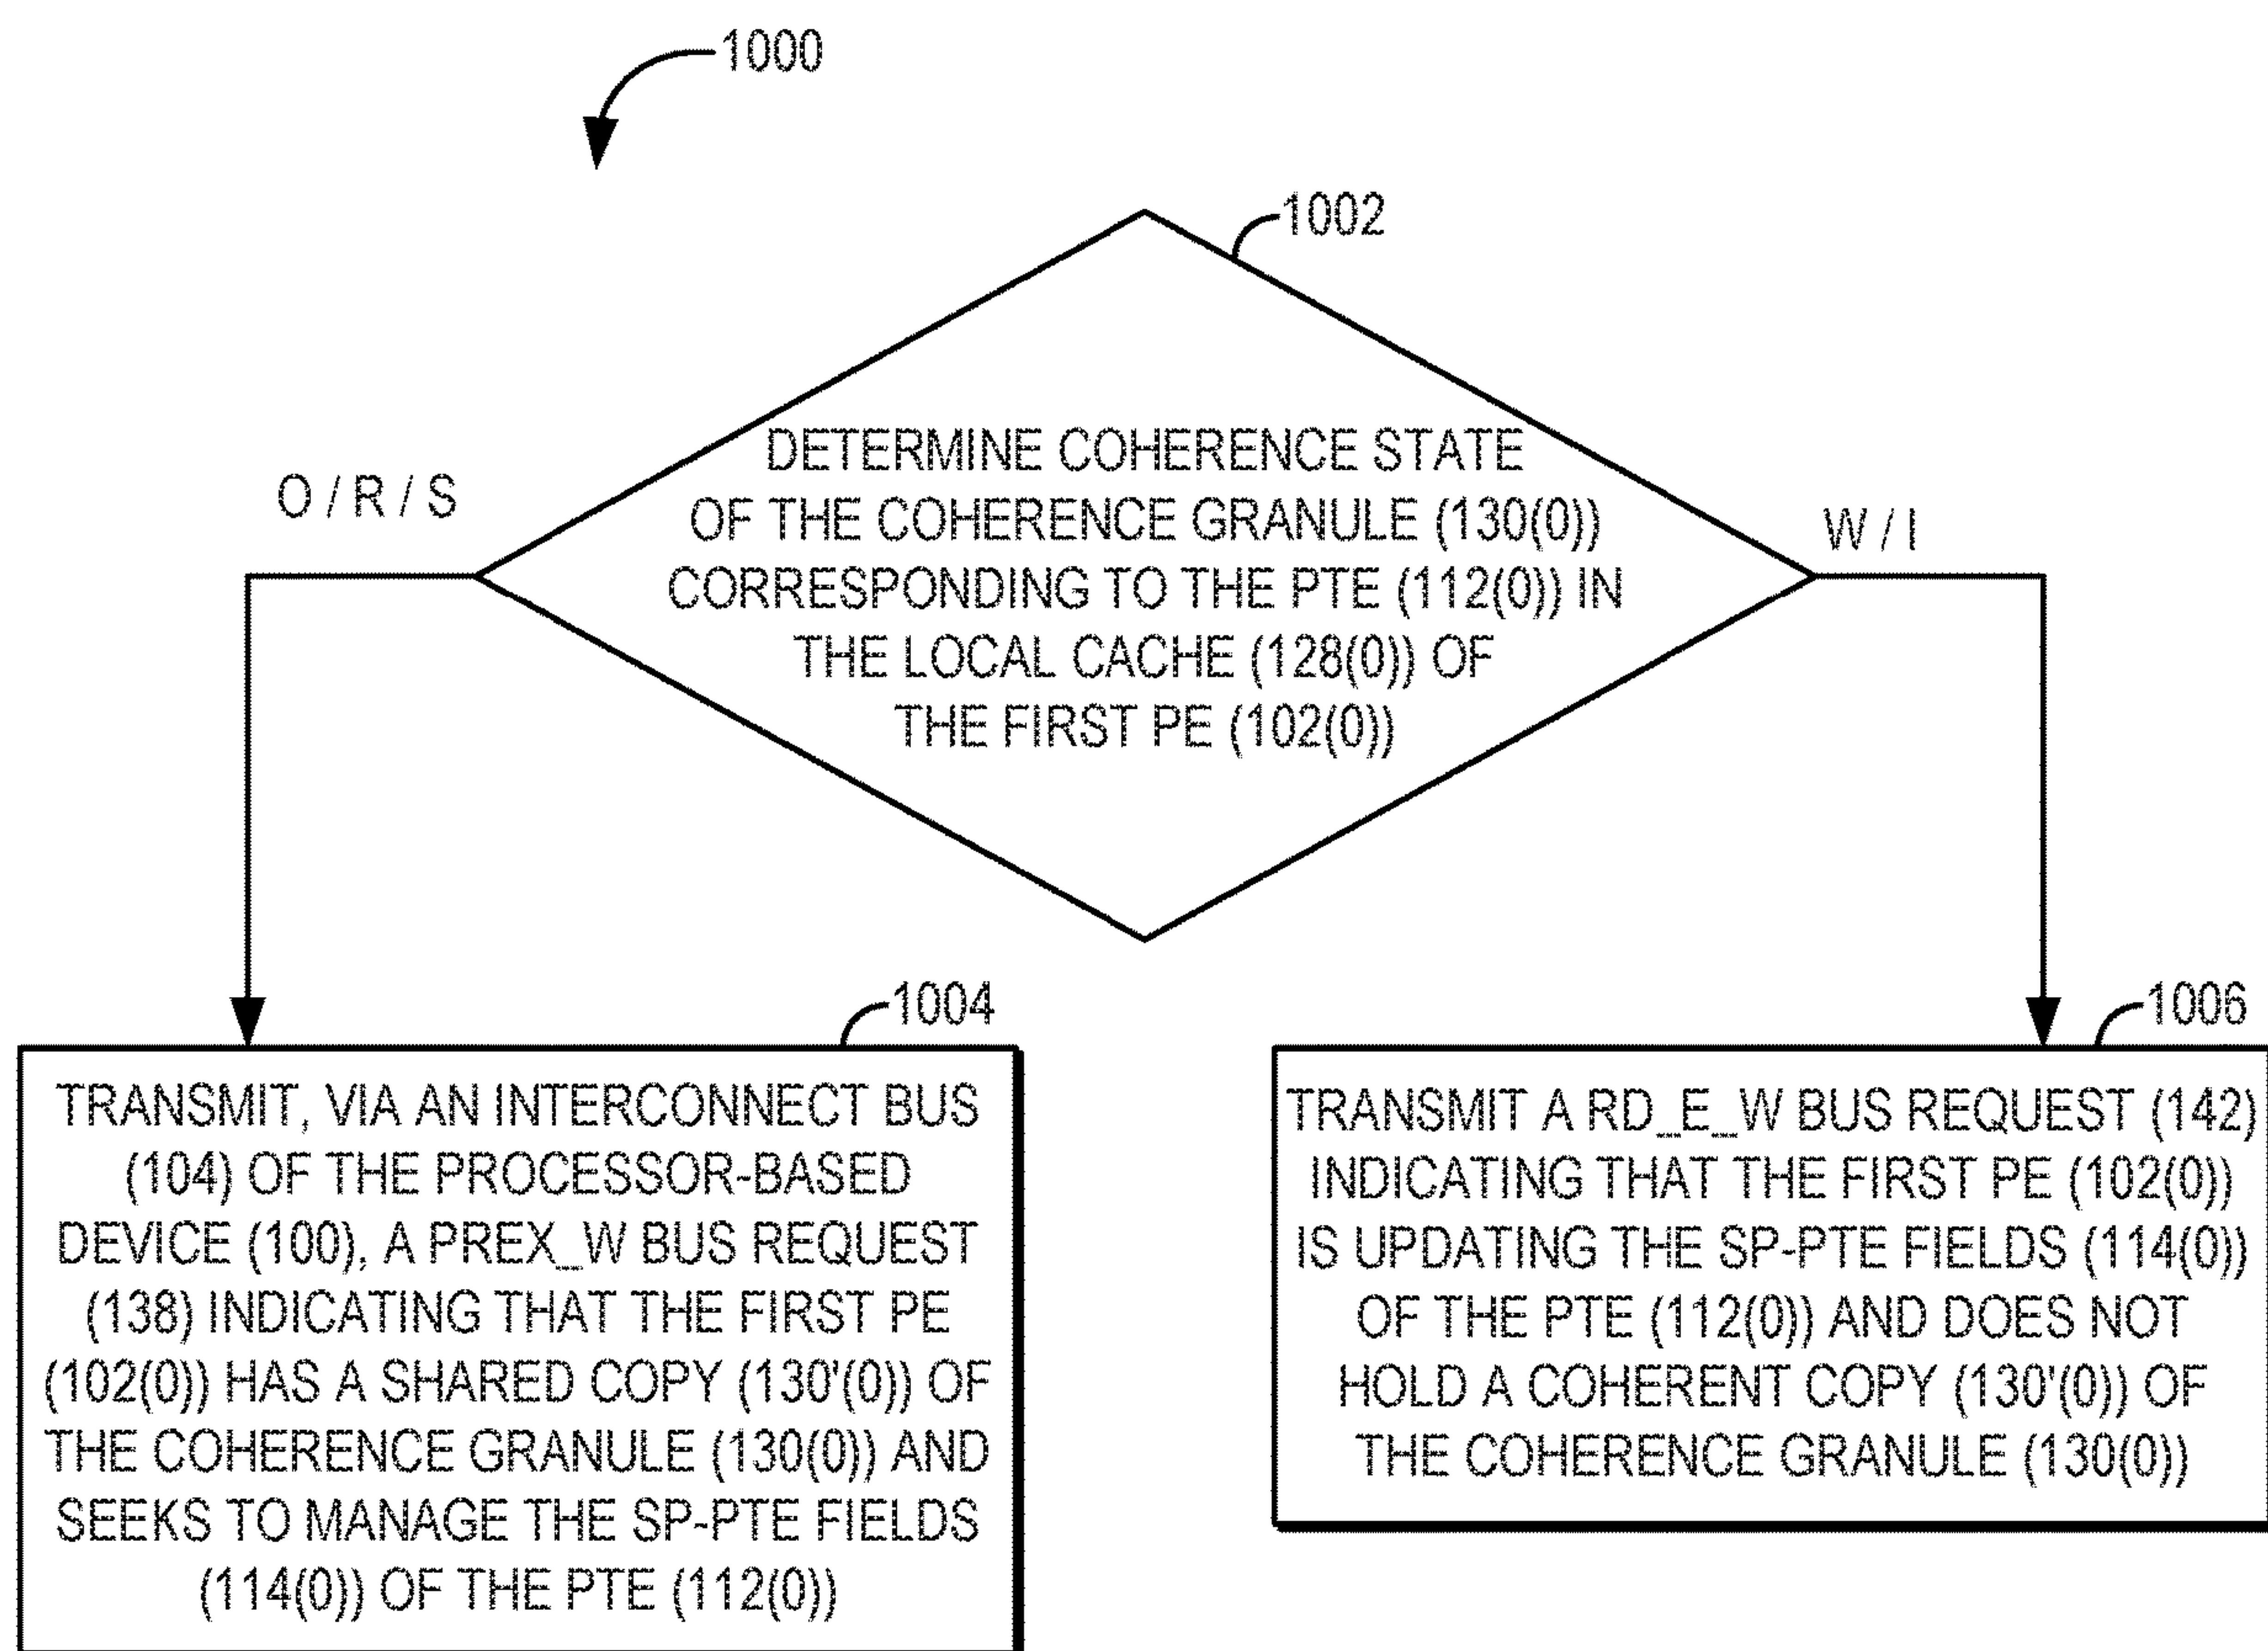 1000
1002
DETERMINE COHERENCE STATE
OF THE COHERENCE GRANULE (130(0))
CORRESPONDING TO THE PTE (112(0)) IN
THE LOCAL CACHE (128(0)) OF
THE FIRST PE (102(0))
O / R / S
W / I
1004
TRANSMIT, VIA AN INTERCONNECT BUS
(104) OF THE PROCESSOR-BASED
DEVICE (100), A PREX_W BUS REQUEST
(138) INDICATING THAT THE FIRST PE
(102(0)) HAS A SHARED COPY (130'(0)) OF
THE COHERENCE GRANULE (130(0)) AND
SEEKS TO MANAGE THE SP-PTE FIELDS
(114(0)) OF THE PTE (112(0))
1006
TRANSMIT A RD_E_W BUS REQUEST (142)
INDICATING THAT THE FIRST PE (102(0))
IS UPDATING THE SP-PTE FIELDS (114(0))
OF THE PTE (112(0)) AND DOES NOT
HOLD A COHERENT COPY (130'(0)) OF
THE COHERENCE GRANULE (130(0))